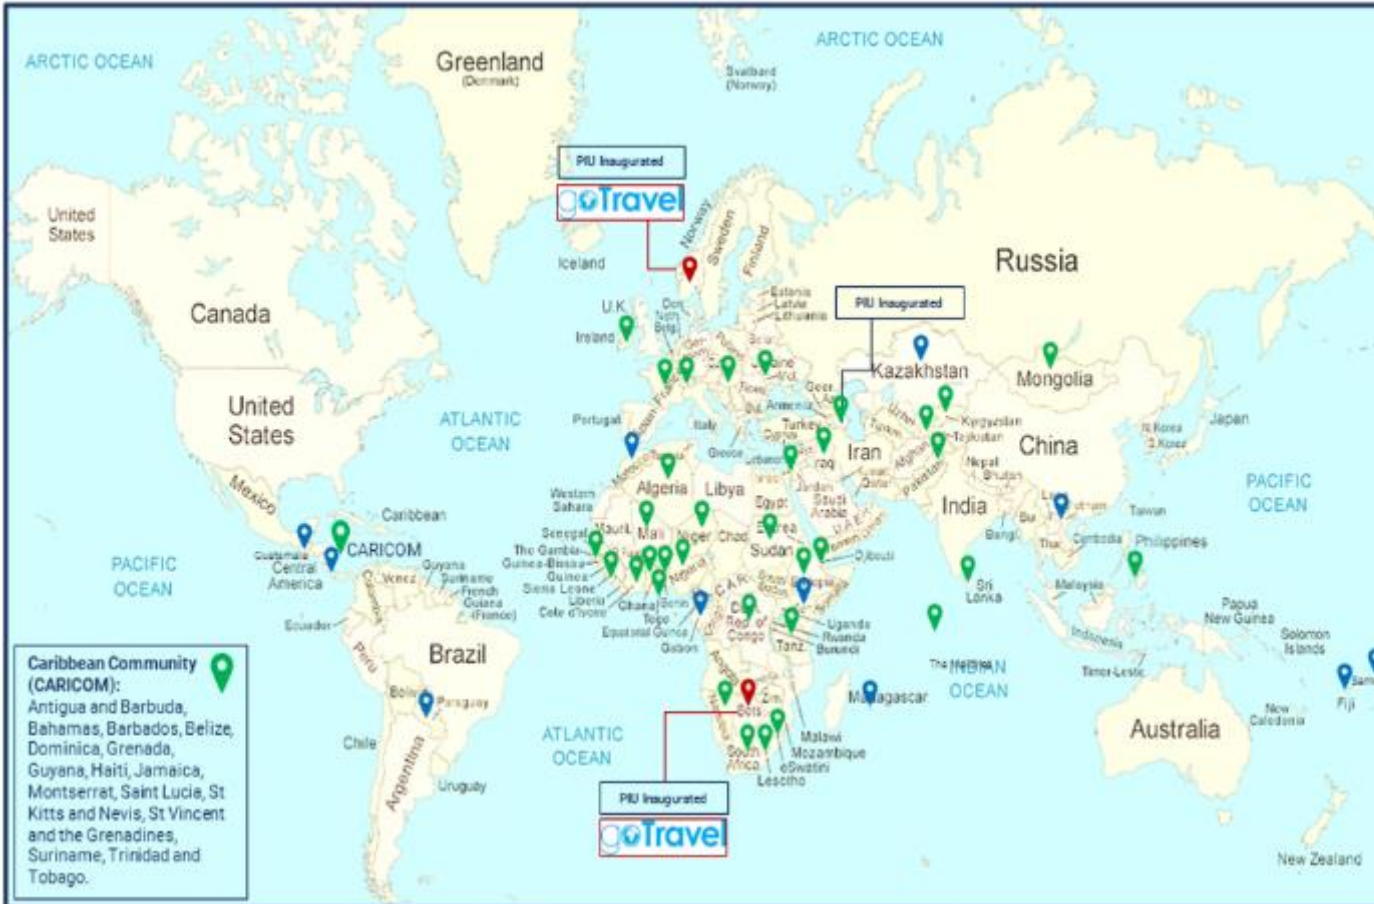 ARCTIC OCEAN
ARCTIC OCEAN
Greenland
(Denmark)
Svalbard
(Norway)
PIU Inaugurated
goTravel
United
States
Iceland
Norway
Sweden
Finland
Russia
Canada
U.K
Ireland
Estonia
Latvia
Lithuania
PIU Inaugurated
Kazakhstan
Mongolia
United
States
ATLANTIC
OCEAN
Portugal
Italy
Greece
Armenia
Turkey
Iraq
Iran
Kyrgyzstan
Tajikistan
China
Japan
N.Korea
S.Korea
Pakistan
Nepal
Bhutan
India
PACIFIC
OCEAN
Mexico
Western
Sahara
Algeria
Libya
Egypt
Jordan
Saudi
Arabia
Taiwan
Caribbean
CARICOM
Guatemala
Central
America
PACIFIC
OCEAN
Senegal
The Gambia
Guinea-Bissau
Guinea
Sierra Leone
Liberia
Cote d'Ivoire
Ghana
Togo
Benin
Equatorial Guinea
Gabon
Mali
Niger
Chad
Sudan
Eritrea
Djibouti
Nigeria
Cambodia
Philippines
Sri
Lanka
Malaysia
Guyana
Suriname
French
Guiana
(France)
Ecuador
Uganda
Rwanda
Burundi
Rep of
Congo
Tanz.
Indonesia
Papua
New Guinea
Solomon
Islands
Timor-Leste
Peru
Brazil
INDIAN
OCEAN
Madagascar
Paraguay
Bots
Malawi
Mozambique
eSwatini
Lesotho
South
Africa
Fiji
New
Caledonia
Australia
Chile
Argentina
Uruguay
ATLANTIC
OCEAN
PIU Inaugurated
goTravel
New Zealand
Caribbean Community
(CARICOM):
Antigua and Barbuda,
Bahamas, Barbados, Belize,
Dominica, Grenada,
Guyana, Haiti, Jamaica,
Montserrat, Saint Lucia, St
Kitts and Nevis, St Vincent
and the Grenadines,
Suriname, Trinidad and
Tobago.